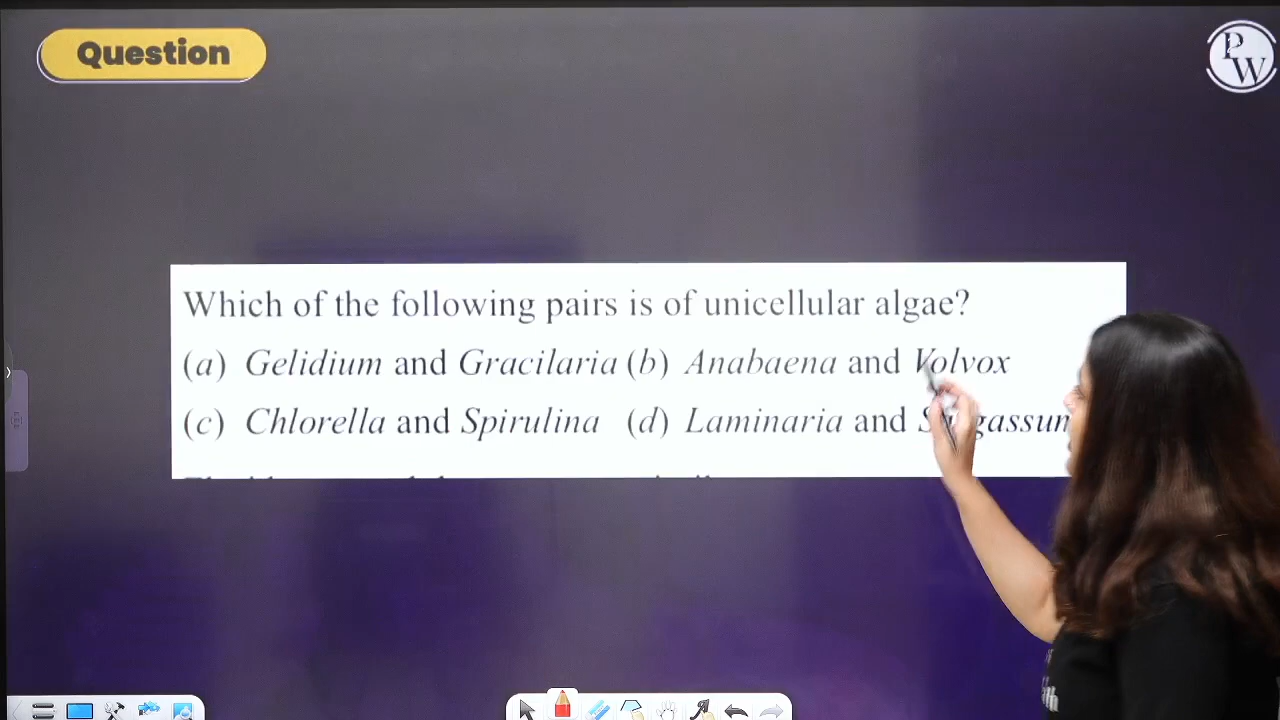 Question
PW
Which of the following pairs is of unicellular algae?
(a) Gelidium and Gracilaria (b) Anabaena and Volvox
(c) Chlorella and Spirulina (d) Laminaria and